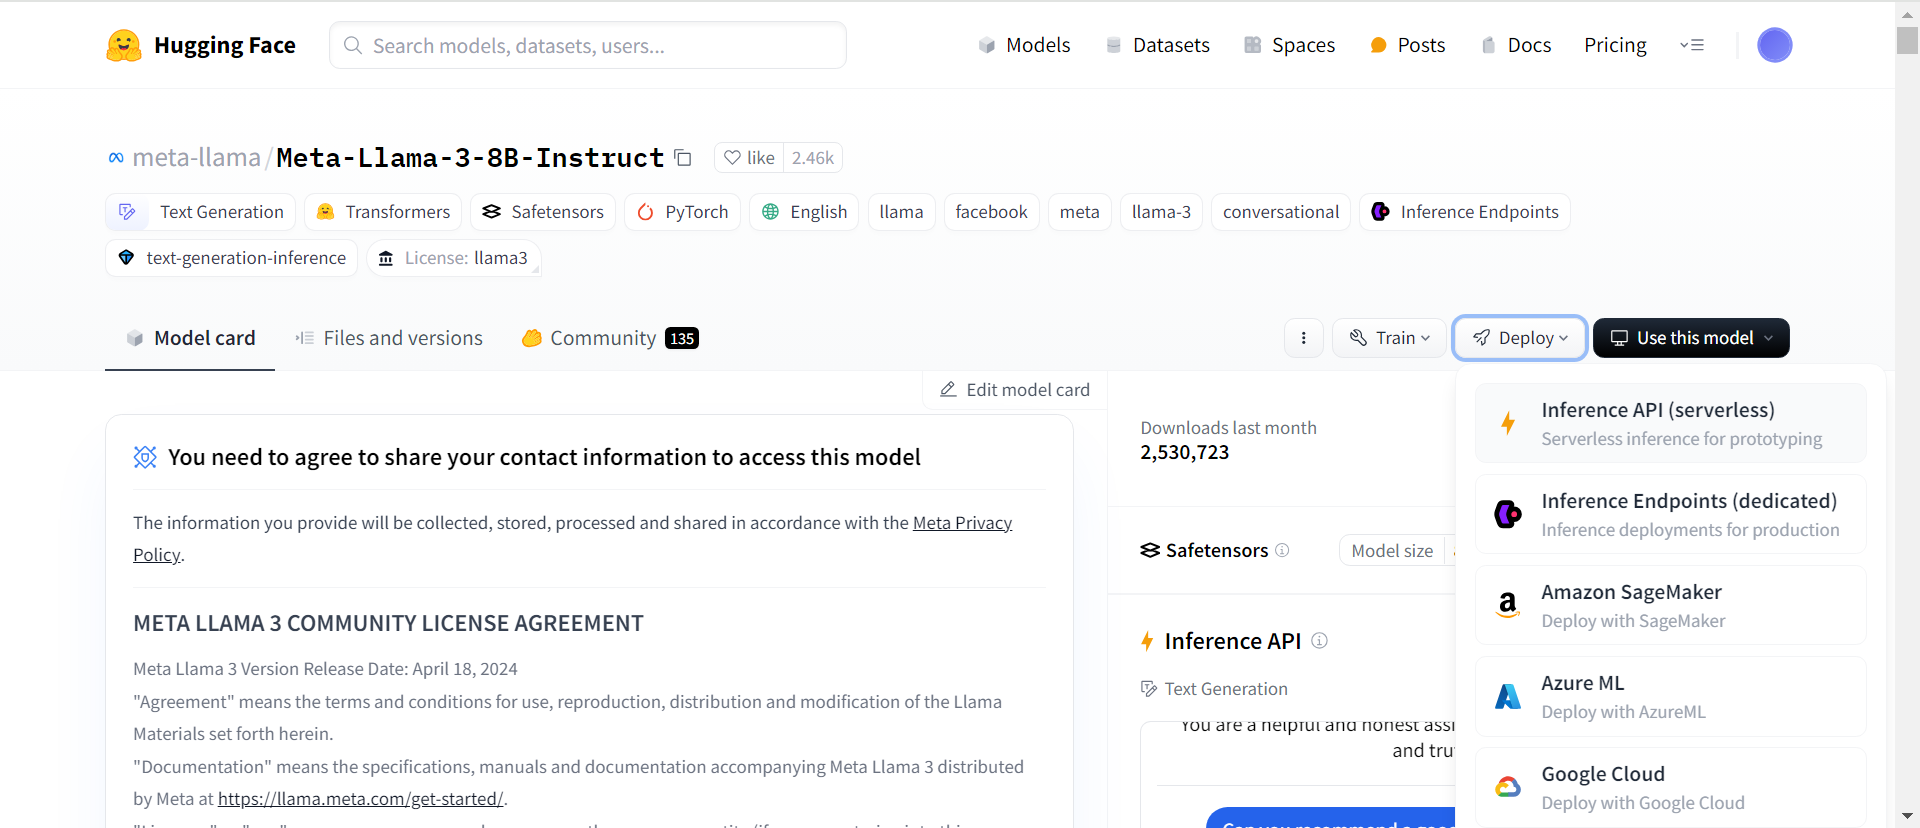 Hugging Face
Search models, datasets, users...
Models
Datasets
Spaces
Posts
Docs
Pricing
meta-llama/Meta-Llama-3-8B-Instruct
like 2.46k
Text Generation
Transformers
Safetensors
PyTorch
English
llama
facebook
meta
llama-3
conversational
Inference Endpoints
text-generation-inference
License: llama3
Model card
Files and versions
Community 135
Train
Deploy
Use this model
Edit model card
You need to agree to share your contact information to access this model
The information you provide will be collected, stored, processed and shared in accordance with the Meta Privacy
Policy.
META LLAMA 3 COMMUNITY LICENSE AGREEMENT
Meta Llama 3 Version Release Date: April 18, 2024
"Agreement" means the terms and conditions for use, reproduction, distribution and modification of the Llama
Materials set forth herein.
"Documentation" means the specifications, manuals and documentation accompanying Meta Llama 3 distributed
by Meta at https://llama.meta.com/get-started/.
Downloads last month
2,530,723
Safetensors
Model size
Inference API
Text Generation
You are a helpful and honest assi
and tru
Inference API (serverless)
Serverless inference for prototyping
Inference Endpoints (dedicated)
Inference deployments for production
Amazon SageMaker
Deploy with SageMaker
Azure ML
Deploy with AzureML
Google Cloud
Deploy with Google Cloud